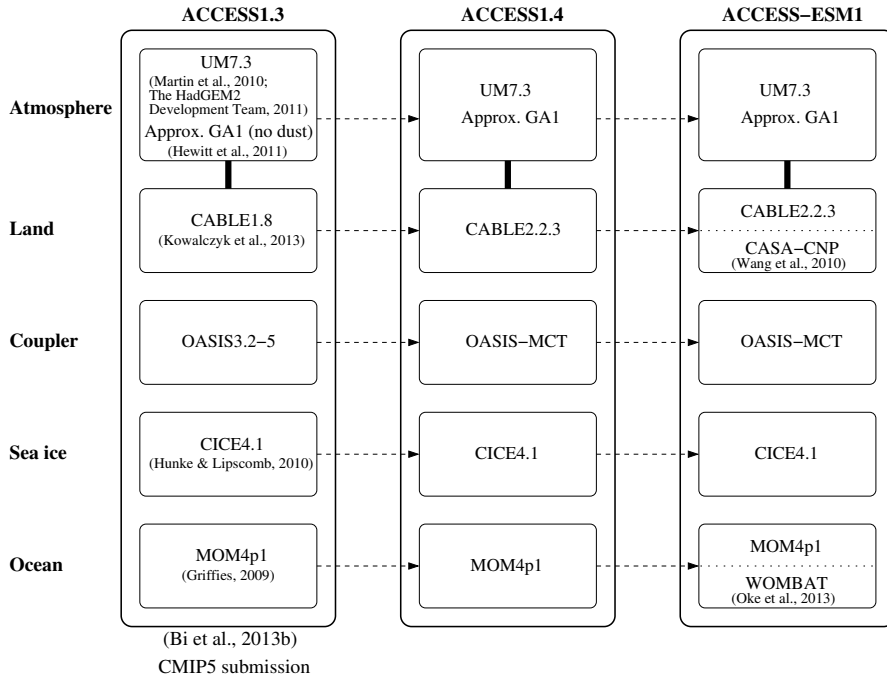 ACCESS1.3
ACCESS1.4
ACCESS−ESM1
Atmosphere
UM7.3
(Martin et al., 2010;
The HadGEM2
Development Team, 2011)
Approx. GA1 (no dust)
(Hewitt et al., 2011)
UM7.3
Approx. GA1
UM7.3
Approx. GA1
Land
CABLE1.8
(Kowalczyk et al., 2013)
CABLE2.2.3
CABLE2.2.3
CASA−CNP
(Wang et al., 2010)
Coupler
OASIS3.2−5
OASIS−MCT
OASIS−MCT
Sea ice
CICE4.1
(Hunke & Lipscomb, 2010)
CICE4.1
CICE4.1
Ocean
MOM4p1
(Griffies, 2009)
MOM4p1
MOM4p1
WOMBAT
(Oke et al., 2013)
(Bi et al., 2013b)
CMIP5 submission